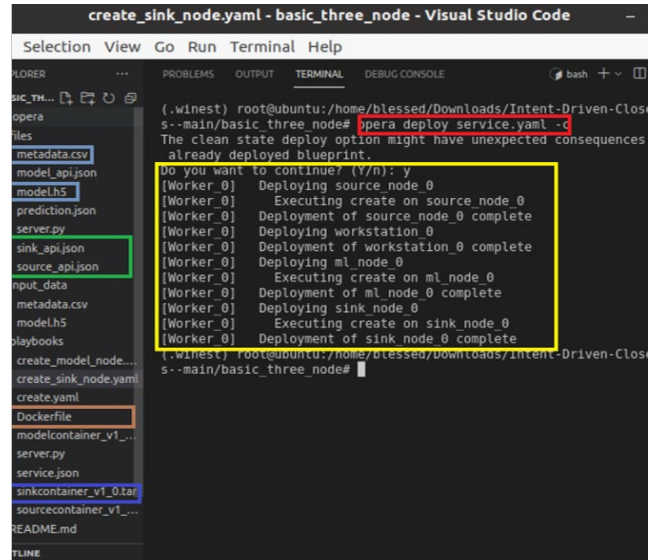 create_sink_node.yaml - basic_three_node - Visual Studio Code
Selection View Go Run Terminal Help
PLORER ···
PROBLEMS OUTPUT TERMINAL DEBUG CONSOLE
bash
SIC_TH...
opera
files
metadata.csv
model_api.json
model.h5
prediction.json
server.py
sink_api.json
source_api.json
nput_data
metadata.csv
model.h5
playbooks
create_model_node....
create_sink_node.yaml
create.yaml
Dockerfile
modelcontainer_v1_...
server.py
service.json
sinkcontainer_v1_0.tar
sourcecontainer_v1_...
README.md
TLINE
(.winest) root@ubuntu:/home/blessed/Downloads/Intent-Driven-Close
s--main/basic_three_node# opera deploy service.yaml -c
The clean state deploy option might have unexpected consequences
already deployed blueprint.
Do you want to continue? (Y/n): y
[Worker_0] Deploying source_node_0
[Worker_0] Executing create on source_node_0
[Worker_0] Deployment of source_node_0 complete
[Worker_0] Deploying workstation_0
[Worker_0] Deployment of workstation_0 complete
[Worker_0] Deploying ml_node_0
[Worker_0] Executing create on ml_node_0
[Worker_0] Deployment of ml_node_0 complete
[Worker_0] Deploying sink_node_0
[Worker_0] Executing create on sink_node_0
[Worker_0] Deployment of sink_node_0 complete
(.winest) root@ubuntu:/home/blessed/Downloads/Intent-Driven-Close
s--main/basic_three_node#